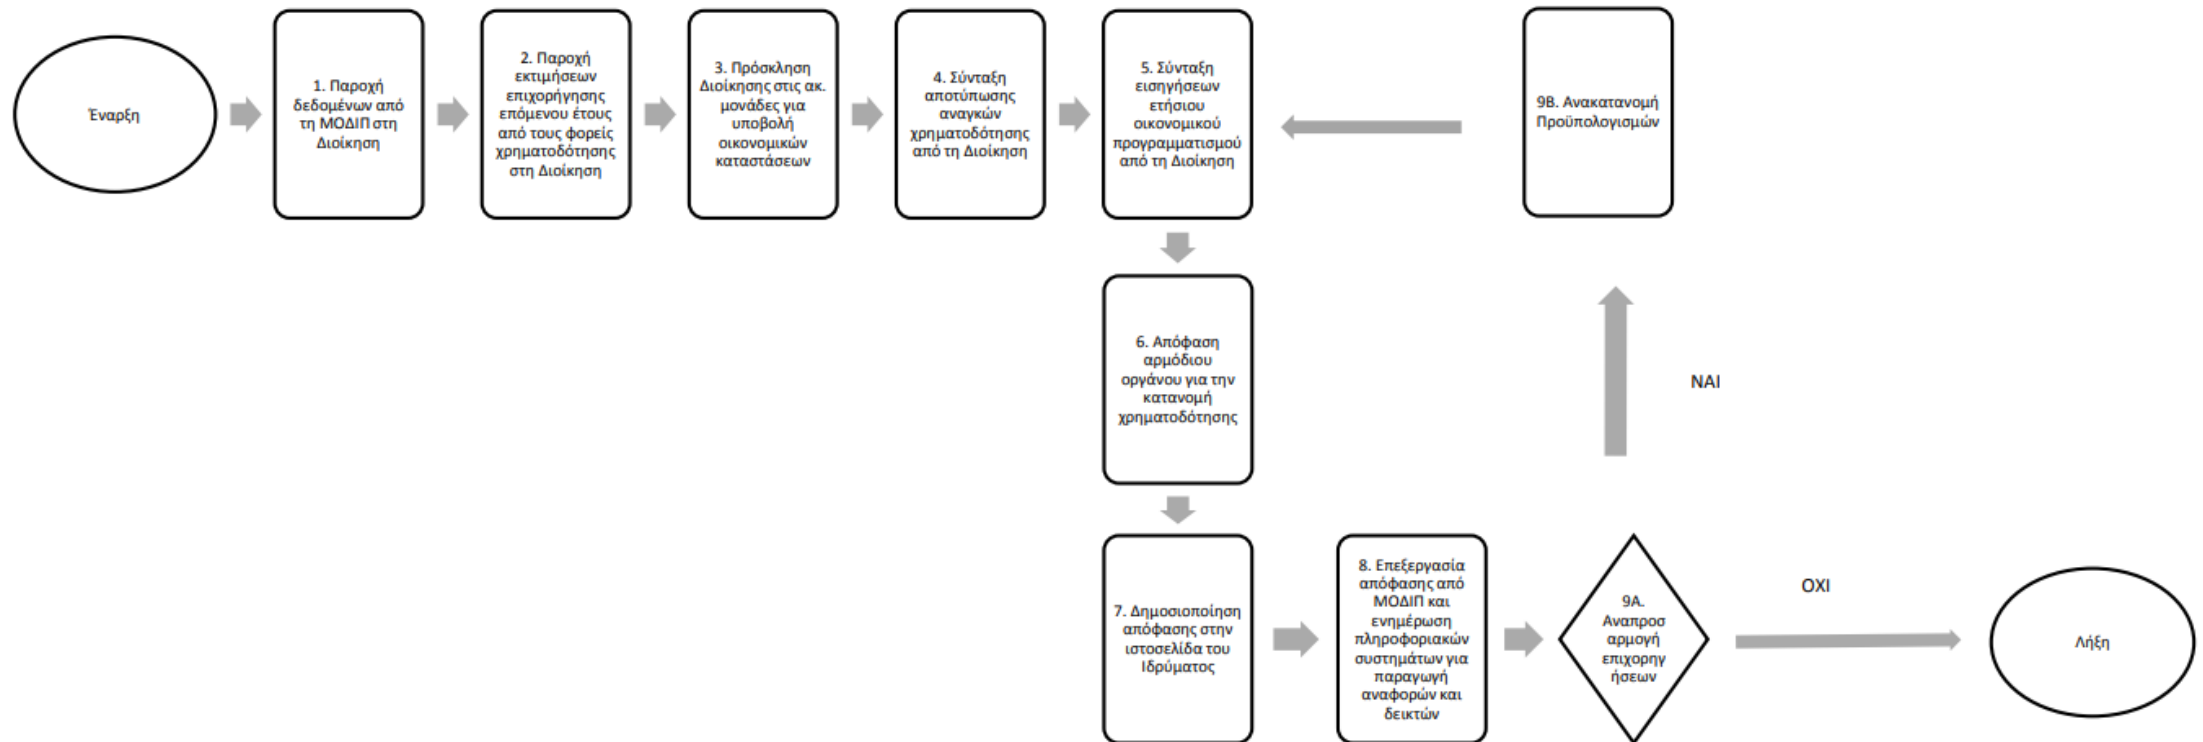 Έναρξη
1. Παροχή
δεδομένων από
τη ΜΟΔΙΠ στη
Διοίκηση
2. Παροχή
εκτιμήσεων
επιχορήγησης
επόμενου έτους
από τους φορείς
χρηματοδότησης
στη Διοίκηση
3. Πρόσκληση
Διοίκησης στις ακ.
μονάδες για
υποβολή
οικονομικών
καταστάσεων
4. Σύνταξη
αποτύπωσης
αναγκών
χρηματοδότησης
από τη Διοίκηση
5. Σύνταξη
εισηγήσεων
ετήσιου
οικονομικού
προγραμματισμού
από τη Διοίκηση
9Β. Ανακατανομή
Προϋπολογισμών
6. Απόφαση
αρμόδιου
οργάνου για την
κατανομή
χρηματοδότησης
ΝΑΙ
7. Δημοσιοποίηση
απόφασης στην
ιστοσελίδα του
Ιδρύματος
8. Επεξεργασία
απόφασης από
ΜΟΔΙΠ και
ενημέρωση
πληροφοριακών
συστημάτων για
παραγωγή
αναφορών και
δεικτών
9Α.
Αναπροσ
αρμογή
επιχορηγ
ήσεων
ΟΧΙ
Λήξη